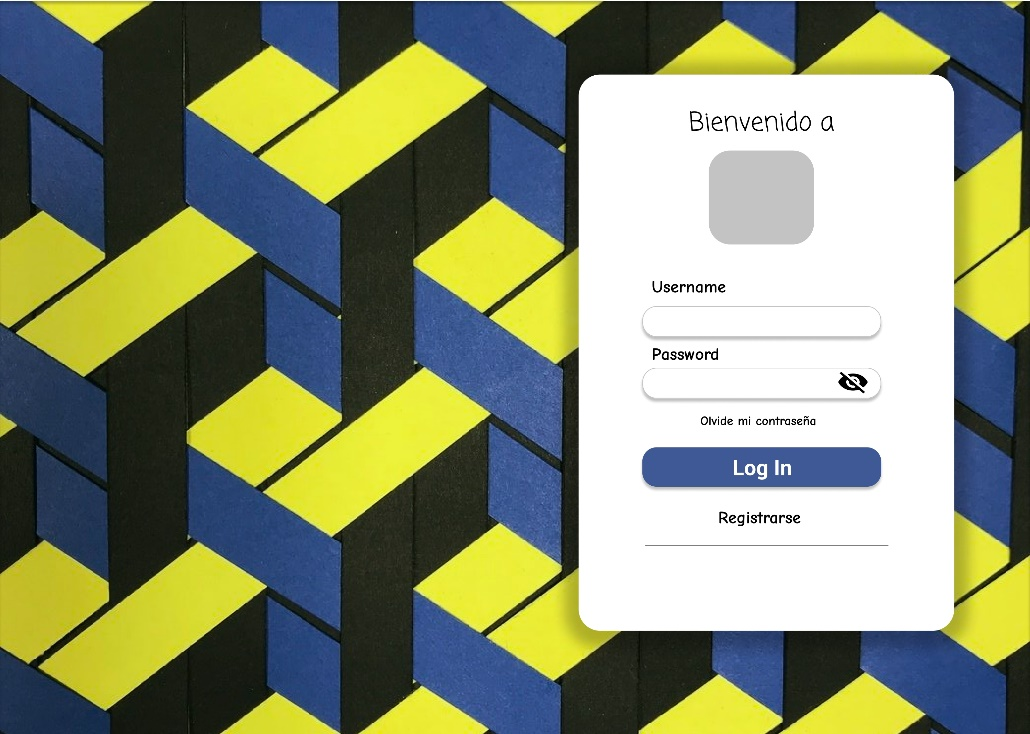 Bienvenido a
Username
Password
Olvide mi contraseña
Log In
Registrarse